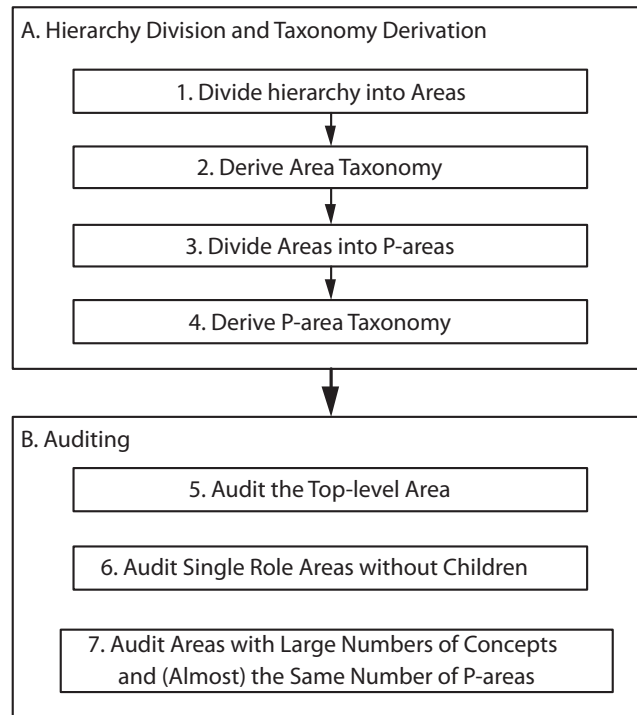 A. Hierarchy Division and Taxonomy Derivation
1. Divide hierarchy into Areas
2. Derive Area Taxonomy
3. Divide Areas into P-areas
4. Derive P-area Taxonomy
B. Auditing
5. Audit the Top-level Area
6. Audit Single Role Areas without Children
7. Audit Areas with Large Numbers of Concepts
and (Almost) the Same Number of P-areas